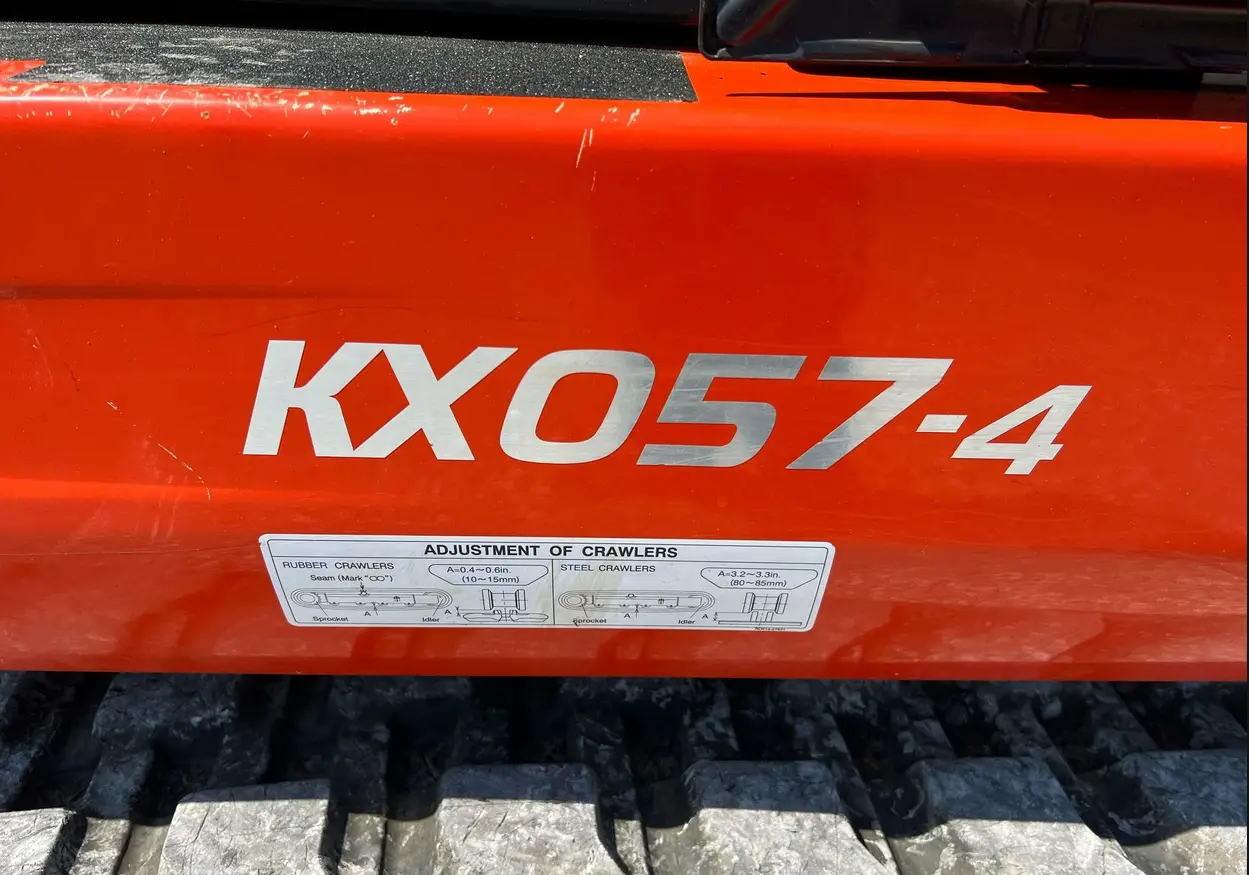 KX057-4
ADJUSTMENT OF CRAWLERS
RUBBER CRAWLERS
Seam (Mark "∞")
A=0.4~0.6in.
(10~15mm)
Sprocket
A
Idler
A
STEEL CRAWLERS
A=3.2~3.3in.
(80~85mm)
Sprocket
A
Idler
A